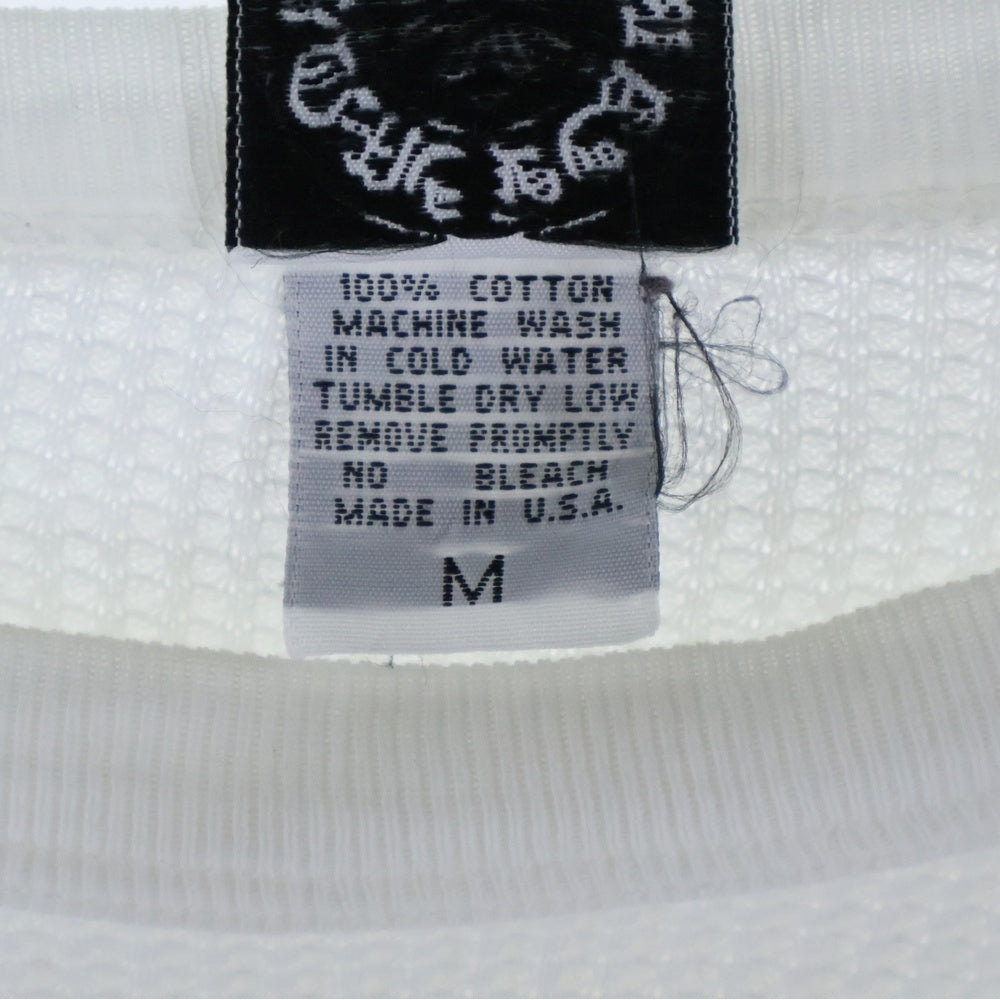 100% COTTON
MACHINE WASH
IN COLD WATER
TUMBLE DRY LOW
REMOVE PROMPTLY
NO BLEACH
MADE IN U.S.A.
M